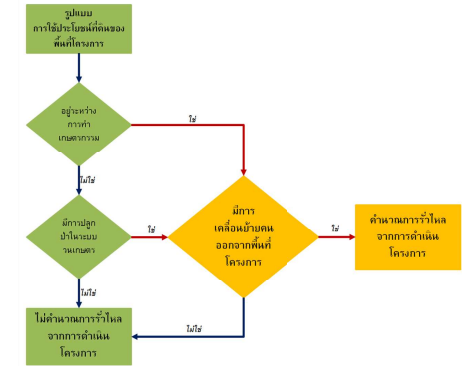 รูปแบบ
การใช้ประโยชน์ที่ดินของ
พื้นที่โครงการ
อยู่ระหว่าง
การทำ
เกษตรกรรม
ใช่
ไม่ใช่
มีการปลูก
ป่าในระบบ
วนเกษตร
ใช่
มีการ
เคลื่อนย้ายคน
ออกจากพื้นที่
โครงการ
ใช่
คำนวณการรั่วไหล
จากการดำเนิน
โครงการ
ไม่ใช่
ไม่ใช่
ไม่คำนวณการรั่วไหล
จากการดำเนิน
โครงการ